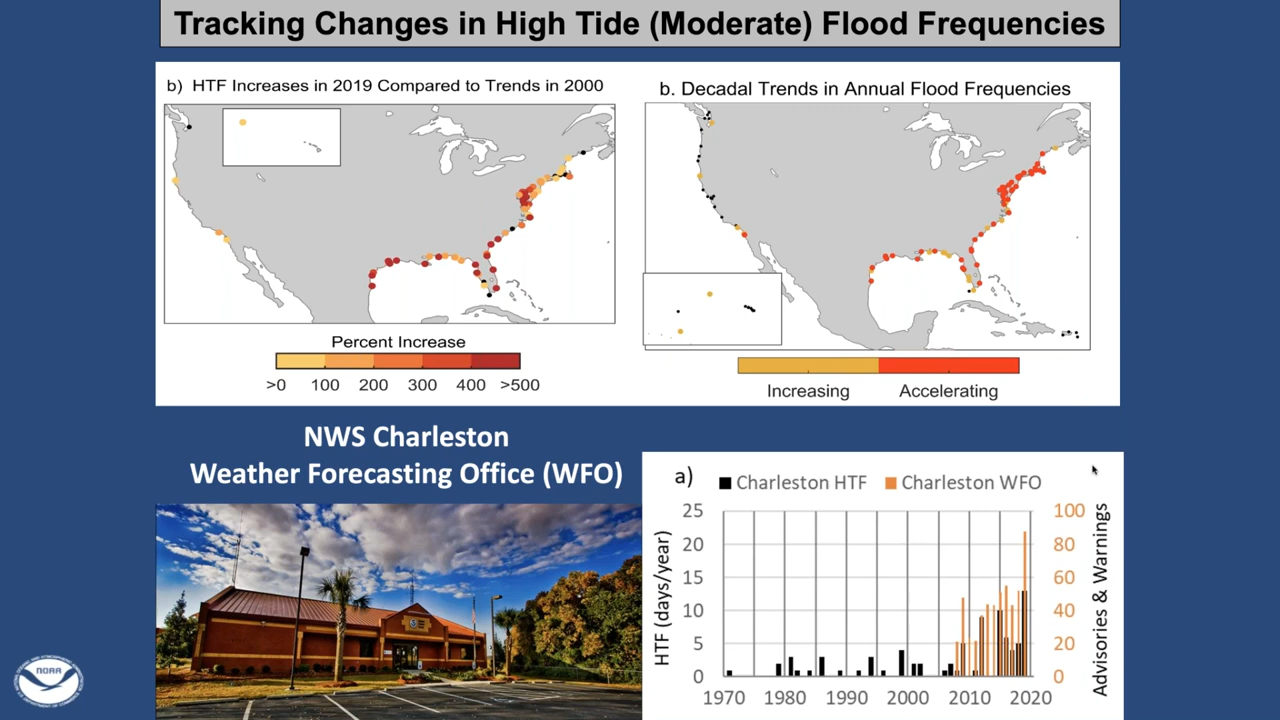 Tracking Changes in High Tide (Moderate) Flood Frequencies
b) HTF Increases in 2019 Compared to Trends in 2000
Percent Increase
>0 100 200 300 400 >500
b. Decadal Trends in Annual Flood Frequencies
Increasing Accelerating
NWS Charleston
Weather Forecasting Office (WFO)
a) Charleston HTF Charleston WFO
HTF (days/year)
25
20
15
10
5
0
100
80
60
40
20
0
Advisories & Warnings
1970 1980 1990 2000 2010 2020
NOAA